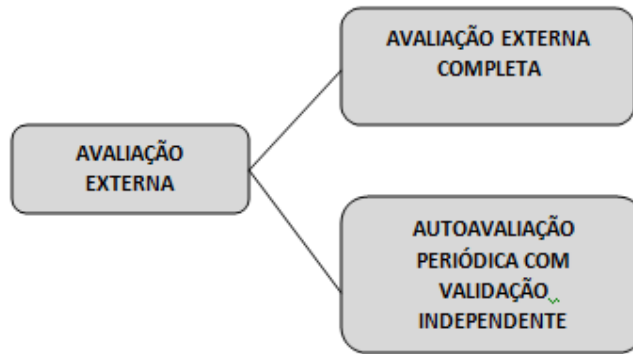 AVALIAÇÃO EXTERNA
COMPLETA
AVALIAÇÃO
EXTERNA
AUTOAVALIAÇÃO
PERIÓDICA COM
VALIDAÇÃO
INDEPENDENTE